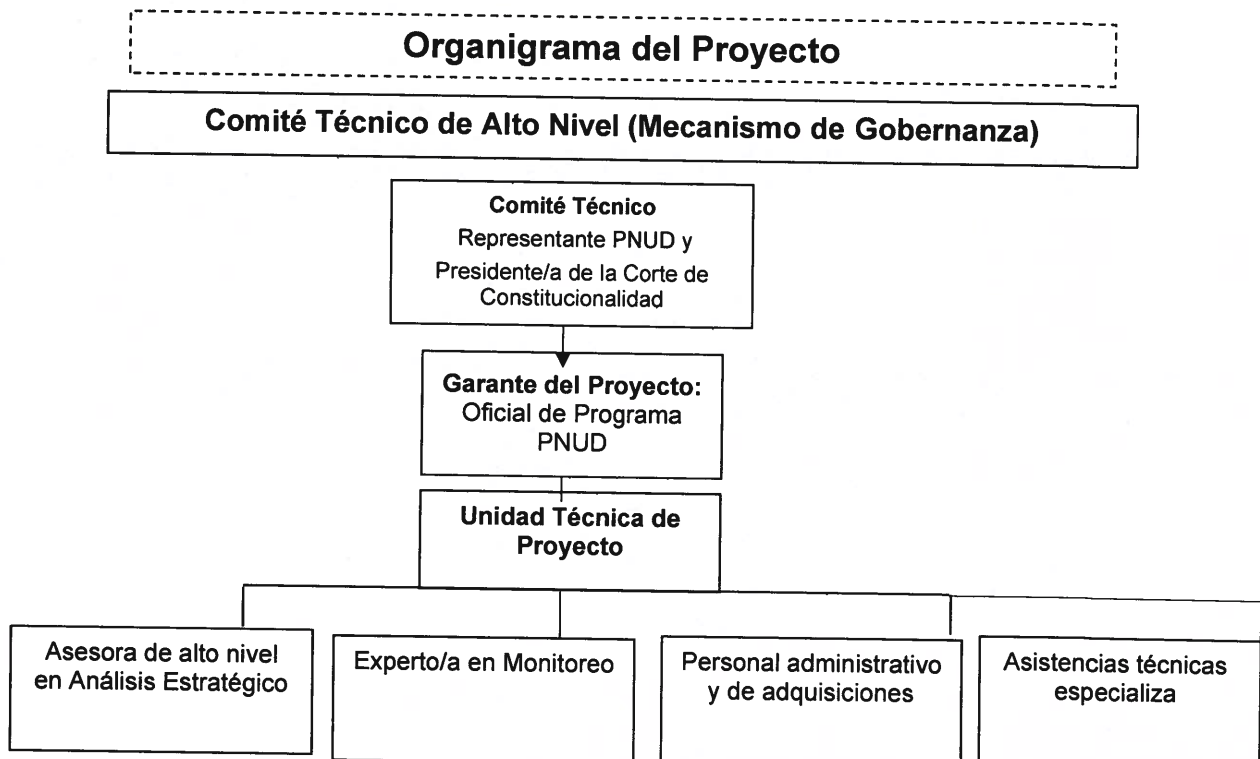 Organigrama del Proyecto
Comité Técnico de Alto Nivel (Mecanismo de Gobernanza)
Comité Técnico
Representante PNUD y
Presidente/a de la Corte de
Constitucionalidad
Garante del Proyecto:
Oficial de Programa
PNUD
Unidad Técnica de
Proyecto
Asesora de alto nivel
en Análisis Estratégico
Experto/a en Monitoreo
Personal administrativo
y de adquisiciones
Asistencias técnicas
especializa